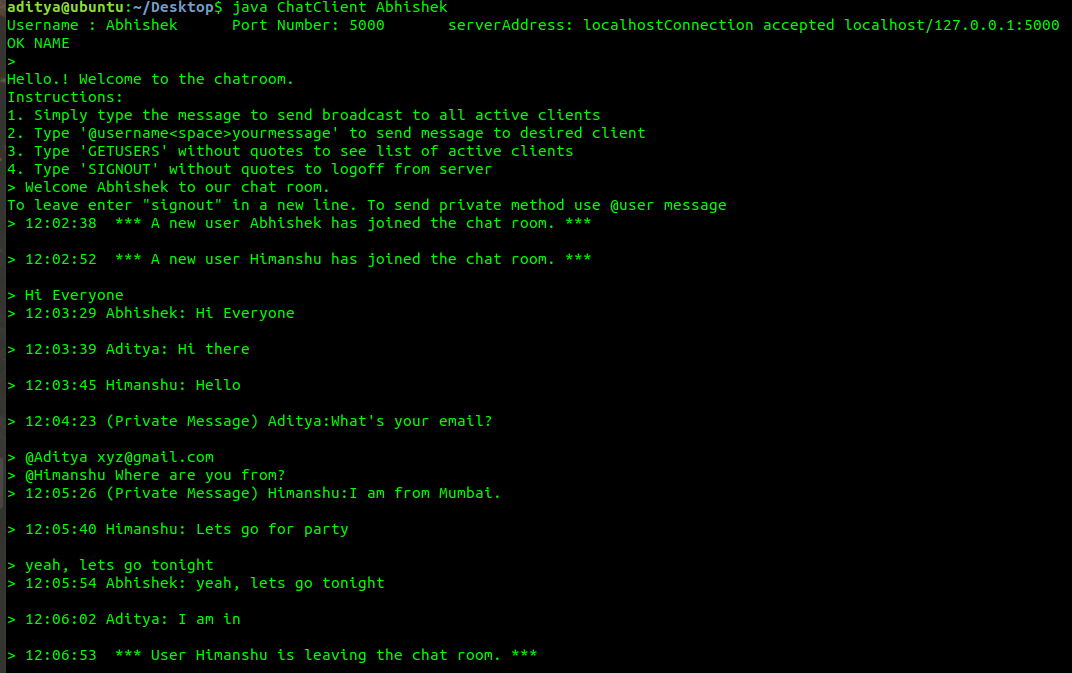 aditya@ubuntu:~/Desktop$ java ChatClient Abhishek
Username : Abhishek      Port Number: 5000       serverAddress: localhostConnection accepted localhost/127.0.0.1:5000
OK NAME
>
Hello.! Welcome to the chatroom.
Instructions:
1. Simply type the message to send broadcast to all active clients
2. Type '@username<space>yourmessage' to send message to desired client
3. Type 'GETUSERS' without quotes to see list of active clients
4. Type 'SIGNOUT' without quotes to logoff from server
> Welcome Abhishek to our chat room.
To leave enter "signout" in a new line. To send private method use @user message
> 12:02:38  *** A new user Abhishek has joined the chat room. ***
> 12:02:52  *** A new user Himanshu has joined the chat room. ***
> Hi Everyone
> 12:03:29 Abhishek: Hi Everyone
> 12:03:39 Aditya: Hi there
> 12:03:45 Himanshu: Hello
> 12:04:23 (Private Message) Aditya:What's your email?
> @Aditya xyz@gmail.com
> @Himanshu Where are you from?
> 12:05:26 (Private Message) Himanshu:I am from Mumbai.
> 12:05:40 Himanshu: Lets go for party
> yeah, lets go tonight
> 12:05:54 Abhishek: yeah, lets go tonight
> 12:06:02 Aditya: I am in
> 12:06:53  *** User Himanshu is leaving the chat room. ***